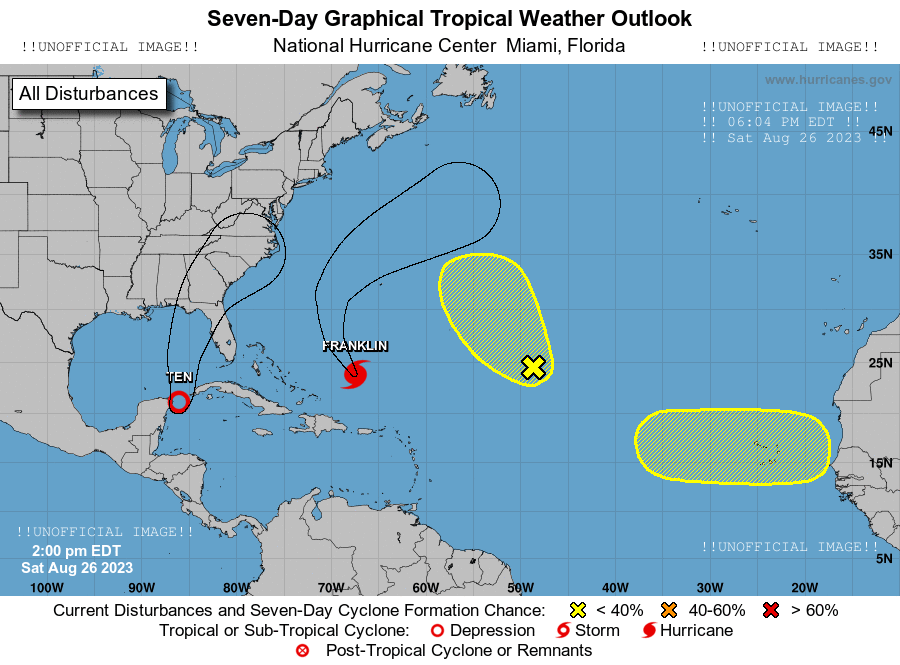 Seven-Day Graphical Tropical Weather Outlook
!!UNOFFICIAL IMAGE!! National Hurricane Center  Miami, Florida !!UNOFFICIAL IMAGE!!
www.hurricanes.gov
All Disturbances
!!UNOFFICIAL IMAGE!!
!! 06:04 PM EDT !!
!! Sat Aug 26 2023 !!
45N
35N
FRANKLIN
25N
TEN
15N
!!UNOFFICIAL IMAGE!!
!!UNOFFICIAL IMAGE!!
2:00 pm EDT
5N
Sat Aug 26 2023
100W 90W 80W 70W 60W 50W 40W 30W 20W
Current Disturbances and Seven-Day Cyclone Formation Chance: < 40% 40-60% > 60%
Tropical or Sub-Tropical Cyclone: Depression Storm Hurricane
Post-Tropical Cyclone or Remnants